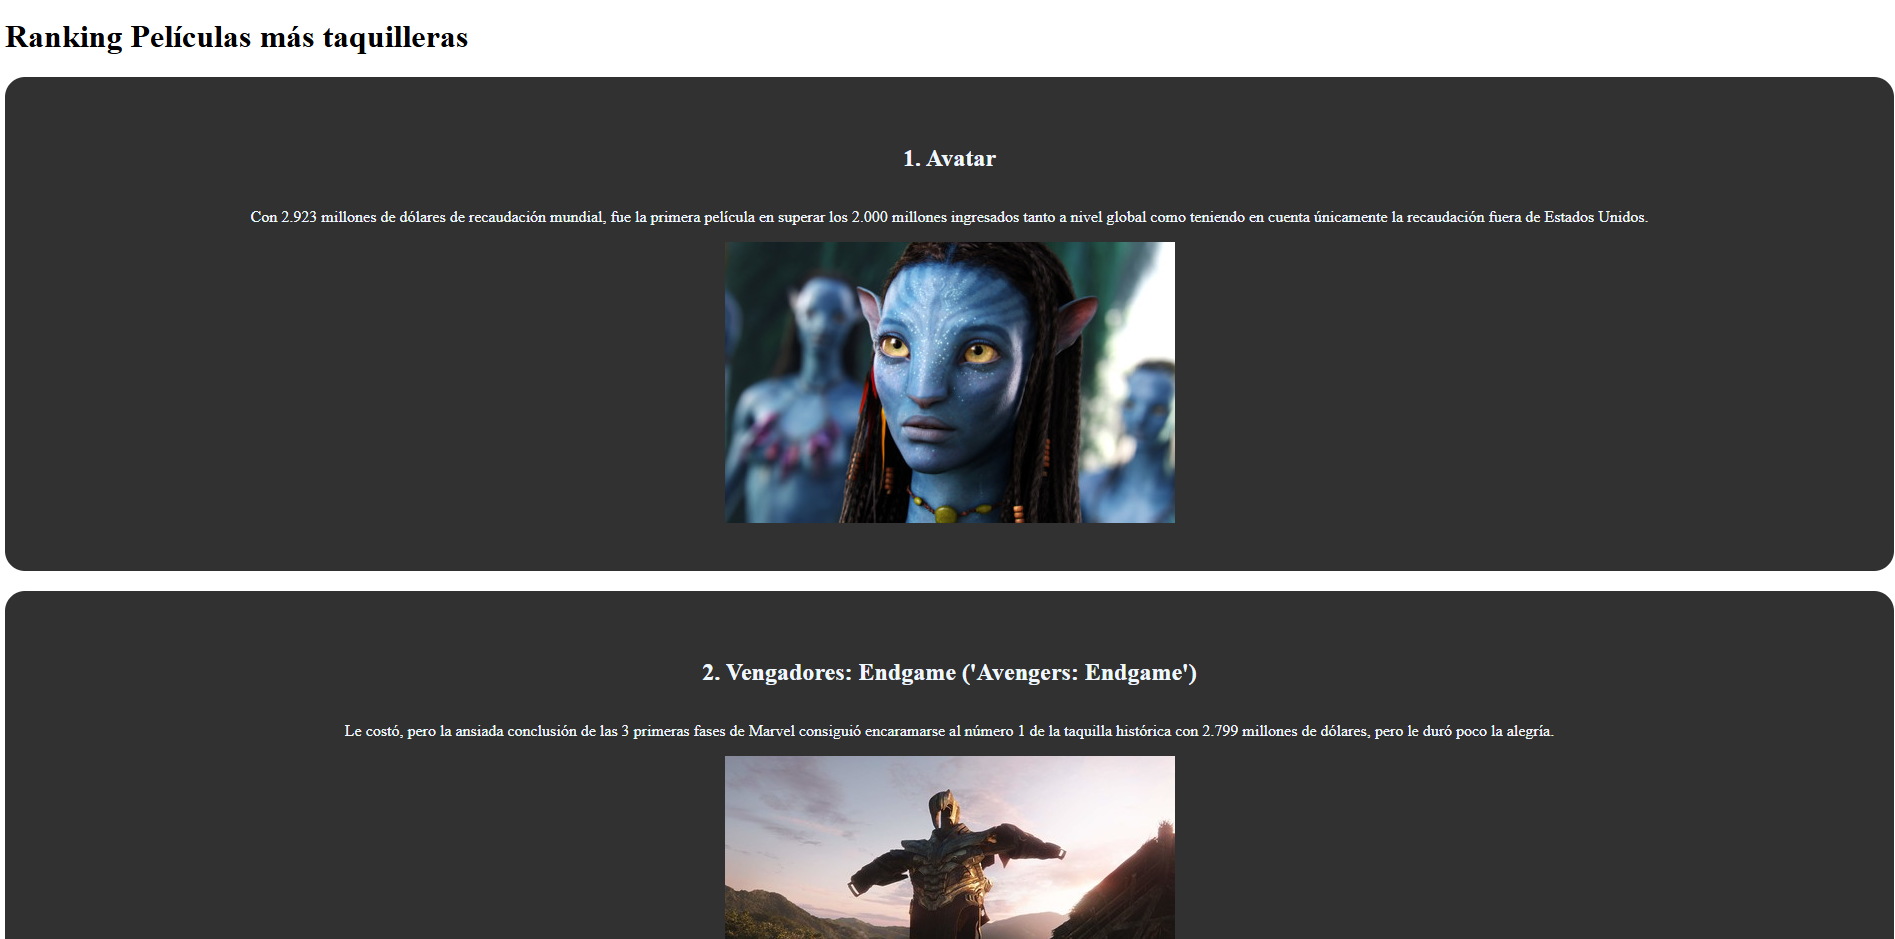 Ranking Películas más taquilleras
1. Avatar
Con 2.923 millones de dólares de recaudación mundial, fue la primera película en superar los 2.000 millones ingresados tanto a nivel global como teniendo en cuenta únicamente la recaudación fuera de Estados Unidos.
2. Vengadores: Endgame ('Avengers: Endgame')
Le costó, pero la ansiada conclusión de las 3 primeras fases de Marvel consiguió encaramarse al número 1 de la taquilla histórica con 2.799 millones de dólares, pero le duró poco la alegría.